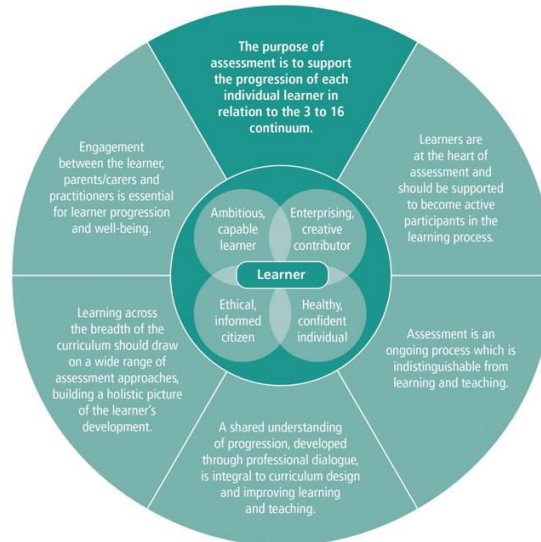 The purpose of
assessment is to support
the progression of each
individual learner in
relation to the 3 to 16
continuum.
Learners are
at the heart of
assessment and
should be supported
to become active
participants in the
learning process.
Assessment is an
ongoing process which is
indistinguishable from
learning and teaching.
A shared understanding
of progression, developed
through professional dialogue,
is integral to curriculum design
and improving learning
and teaching.
Learning across
the breadth of the
curriculum should draw
on a wide range of
assessment approaches,
building a holistic picture
of the learner's
development.
Engagement
between the learner,
parents/carers and
practitioners is essential
for learner progression
and well-being.
Ambitious,
capable
learner
Enterprising,
creative
contributor
Learner
Ethical,
informed
citizen
Healthy,
confident
individual